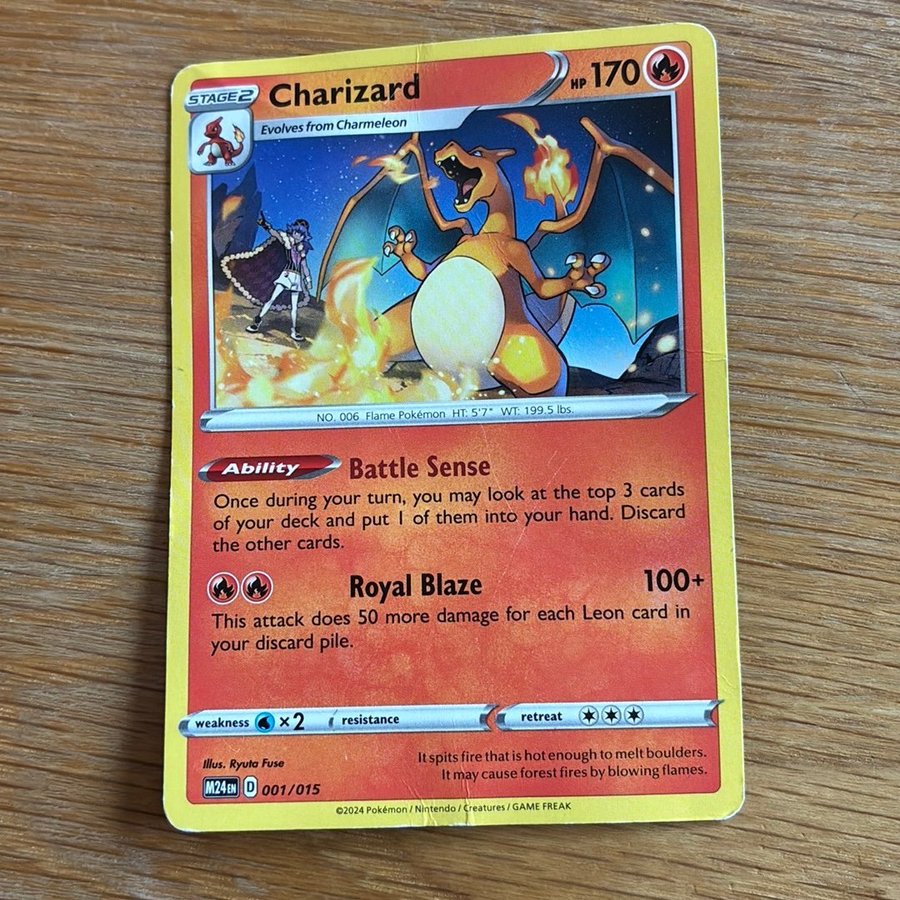 STAGE2
Charizard
HP 170
Evolves from Charmeleon
NO. 006 Flame Pokémon HT: 5'7" WT: 199.5 lbs.
Ability Battle Sense
Once during your turn, you may look at the top 3 cards
of your deck and put 1 of them into your hand. Discard
the other cards.
Royal Blaze 100+
This attack does 50 more damage for each Leon card in
your discard pile.
weakness ×2 resistance retreat
Illus. Ryuta Fuse
It spits fire that is hot enough to melt boulders.
It may cause forest fires by blowing flames.
M24 EN D 001/015
©2024 Pokémon / Nintendo / Creatures / GAME FREAK